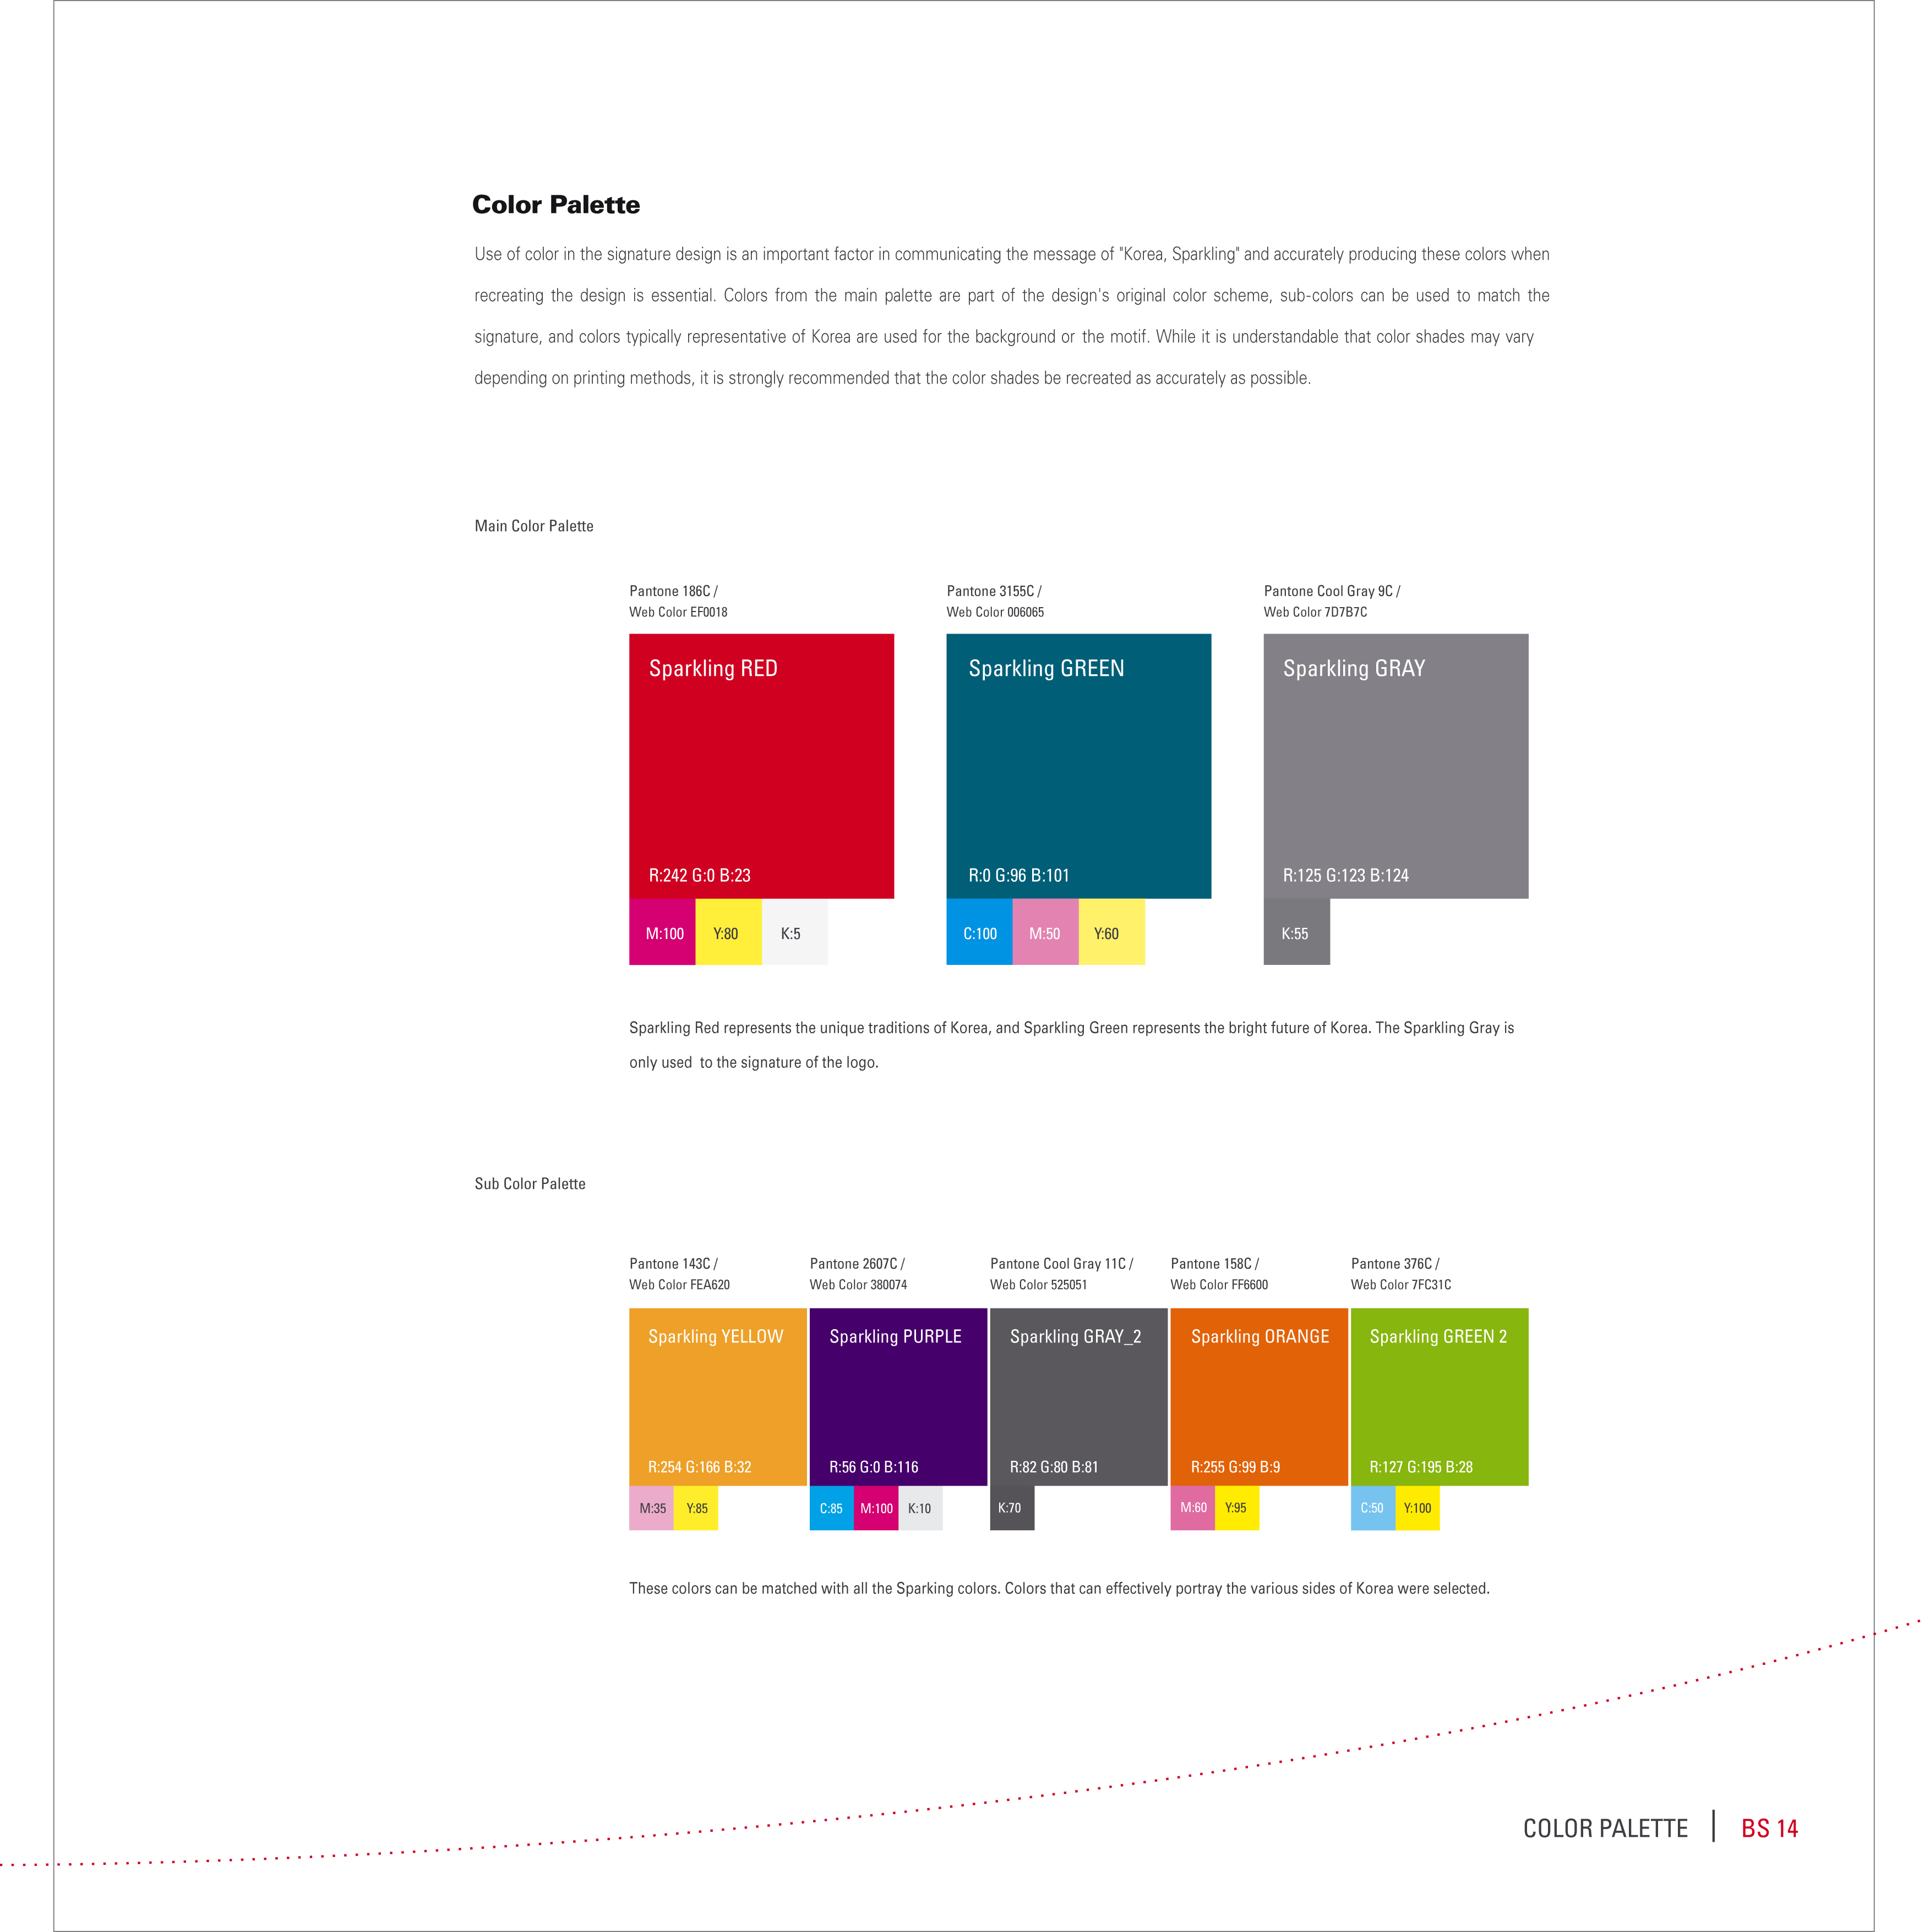 Color Palette
Use of color in the signature design is an important factor in communicating the message of "Korea, Sparkling" and accurately producing these colors when
recreating the design is essential. Colors from the main palette are part of the design's original color scheme, sub-colors can be used to match the
signature, and colors typically representative of Korea are used for the background or the motif. While it is understandable that color shades may vary
depending on printing methods, it is strongly recommended that the color shades be recreated as accurately as possible.
Main Color Palette
Pantone 186C /
Web Color EF0018
Sparkling RED
R:242 G:0 B:23
M:100 Y:80 K:5
Pantone 3155C /
Web Color 006065
Sparkling GREEN
R:0 G:96 B:101
C:100 M:50 Y:60
Pantone Cool Gray 9C /
Web Color 7D7B7C
Sparkling GRAY
R:125 G:123 B:124
K:55
Sparkling Red represents the unique traditions of Korea, and Sparkling Green represents the bright future of Korea. The Sparkling Gray is
only used to the signature of the logo.
Sub Color Palette
Pantone 143C /
Web Color FEA620
Sparkling YELLOW
R:254 G:166 B:32
M:35 Y:85
Pantone 2607C /
Web Color 380074
Sparkling PURPLE
R:56 G:0 B:116
C:85 M:100 K:10
Pantone Cool Gray 11C /
Web Color 525051
Sparkling GRAY_2
R:82 G:80 B:81
K:70
Pantone 158C /
Web Color FF6600
Sparkling ORANGE
R:255 G:99 B:9
M:60 Y:95
Pantone 376C /
Web Color 7FC31C
Sparkling GREEN 2
R:127 G:195 B:28
C:50 Y:100
These colors can be matched with all the Sparking colors. Colors that can effectively portray the various sides of Korea were selected.
COLOR PALETTE | BS 14